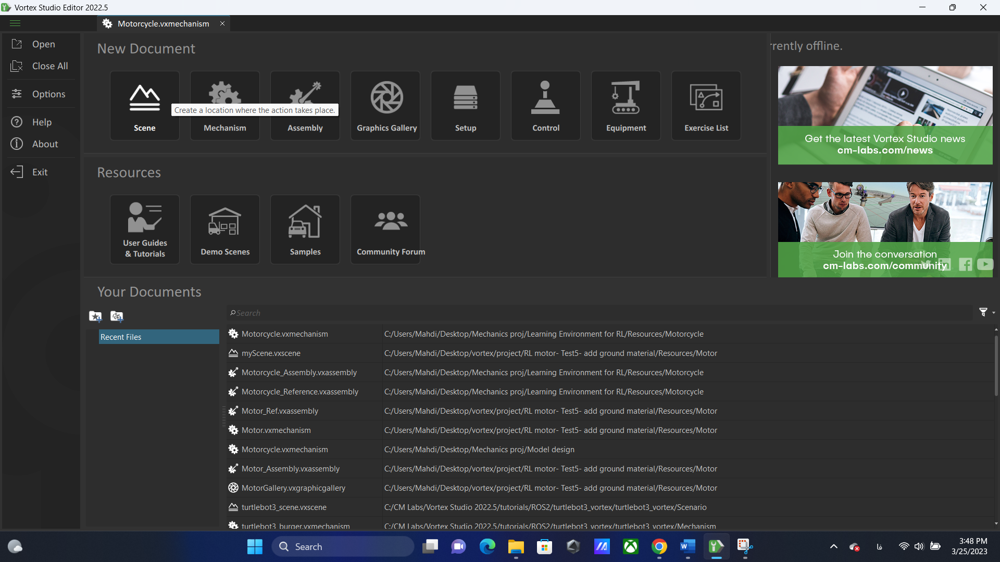 Vortex Studio Editor 2022.5
Motorcycle.vxmechanism
Open
Close All
Options
Help
About
Exit
New Document
Scene
Mechanism
Assembly
Graphics Gallery
Setup
Control
Equipment
Exercise List
Create a location where the action takes place.
rently offline.
Get the latest Vortex Studio news
cm-labs.com/news
Resources
User Guides
& Tutorials
Demo Scenes
Samples
Community Forum
Join the conversation
cm-labs.com/community
Your Documents
Search
Recent Files
Motorcycle.vxmechanism C:/Users/Mahdi/Desktop/Mechanics proj/Learning Environment for RL/Resources/Motorcycle
myScene.vxscene C:/Users/Mahdi/Desktop/vortex/project/RL motor- Test5- add ground material/Resources/Motor
Motorcycle_Assembly.vxassembly C:/Users/Mahdi/Desktop/Mechanics proj/Learning Environment for RL/Resources/Motorcycle
Motorcycle_Reference.vxassembly C:/Users/Mahdi/Desktop/Mechanics proj/Learning Environment for RL/Resources/Motorcycle
Motor_Ref.vxassembly C:/Users/Mahdi/Desktop/vortex/project/RL motor- Test5- add ground material/Resources/Motor
Motor.vxmechanism C:/Users/Mahdi/Desktop/vortex/project/RL motor- Test5- add ground material/Resources/Motor
Motorcycle.vxmechanism C:/Users/Mahdi/Desktop/Mechanics proj/Model design
Motor_Assembly.vxassembly C:/Users/Mahdi/Desktop/vortex/project/RL motor- Test5- add ground material/Resources/Motor
MotorGallery.vxgraphicgallery C:/Users/Mahdi/Desktop/vortex/project/RL motor- Test5- add ground material/Resources/Motor
turtlebot3_scene.vxscene C:/CM Labs/Vortex Studio 2022.5/tutorials/ROS2/turtlebot3_vortex/turtlebot3_vortex/Scenario
turtlebot3_burger.vxmechanism C:/CM Labs/Vortex Studio 2022.5/tutorials/ROS2/turtlebot3_vortex/turtlebot3_vortex/Mechanism
Search
فا
3:48 PM
3/25/2023